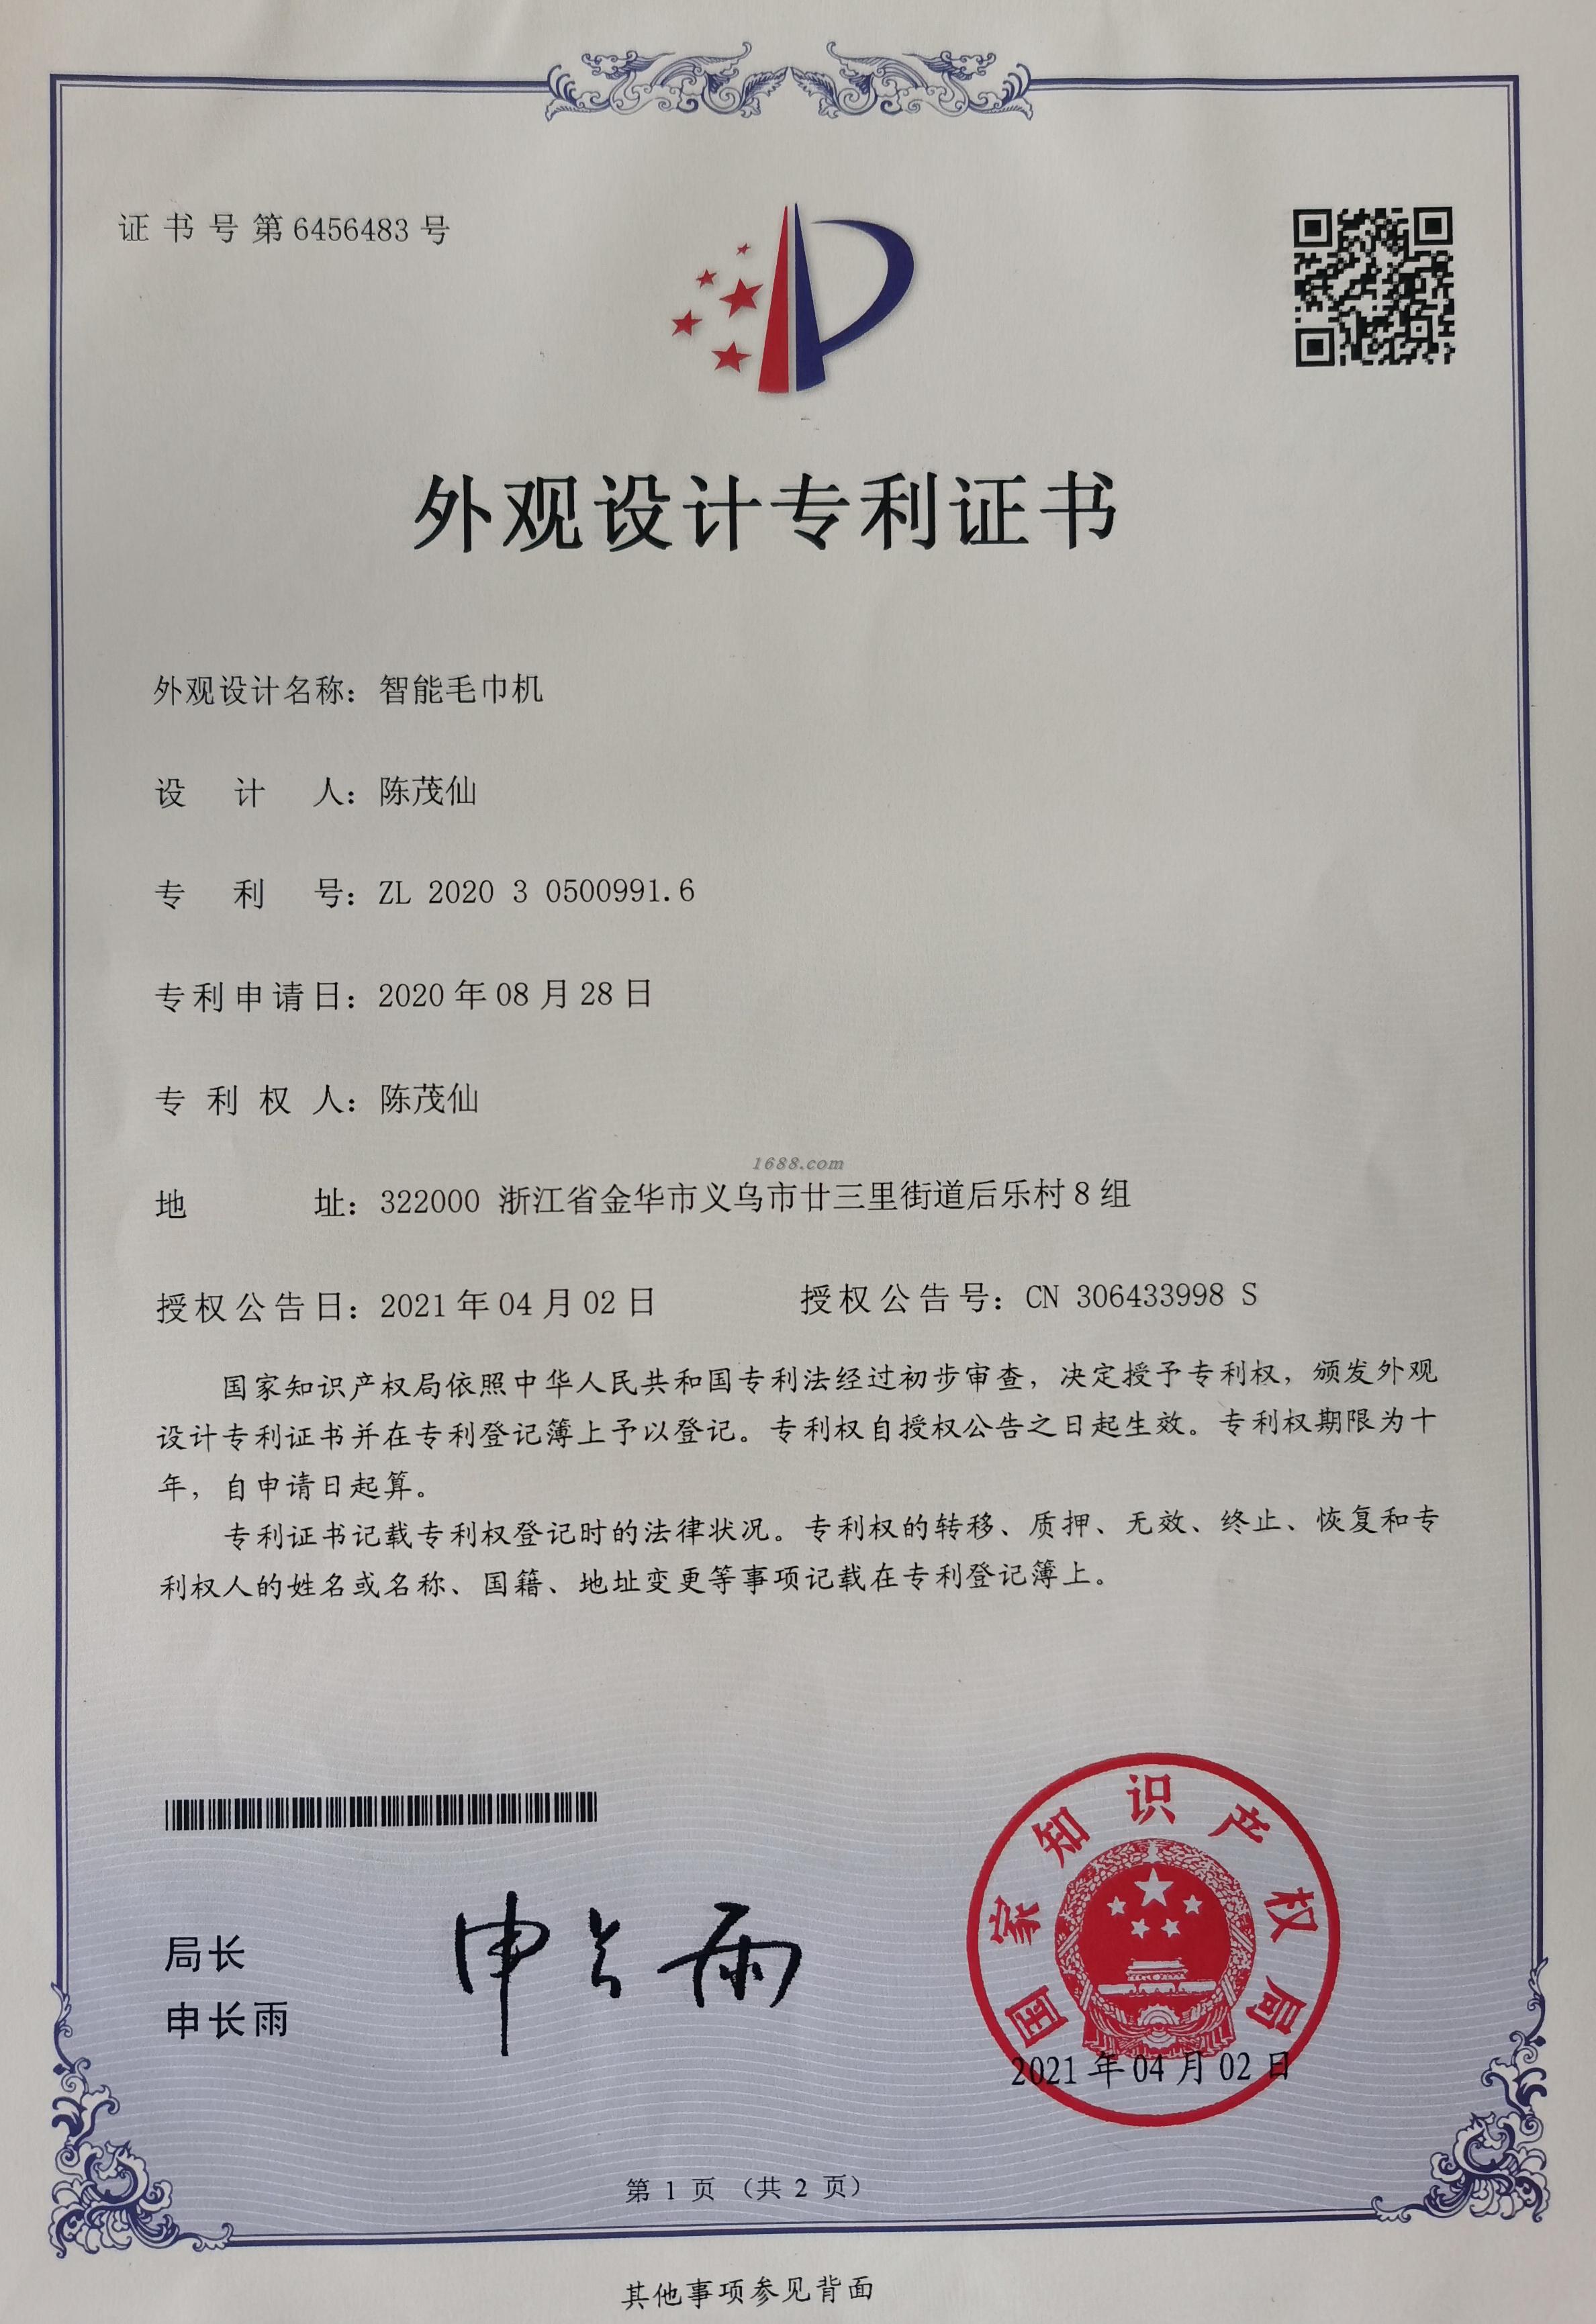 证书号第6456483号
外观设计专利证书
外观设计名称：智能毛巾机
设计人：陈茂仙
专利号：ZL 2020 3 0500991.6
专利申请日：2020年08月28日
专利权人：陈茂仙
1688.com
地址：322000 浙江省金华市义乌市廿三里街道后乐村8组
授权公告日：2021年04月02日 授权公告号：CN 306433998 S
国家知识产权局依照中华人民共和国专利法经过初步审查，决定授予专利权，颁发外观
设计专利证书并在专利登记簿上予以登记。专利权自授权公告之日起生效。专利权期限为十
年，自申请日起算。
专利证书记载专利权登记时的法律状况。专利权的转移、质押、无效、终止、恢复和专
利权人的姓名或名称、国籍、地址变更等事项记载在专利登记簿上。
局长
申长雨
申长雨
国家知识产权局
2021年04月02日
第 1 页 （共 2 页）
其他事项参见背面